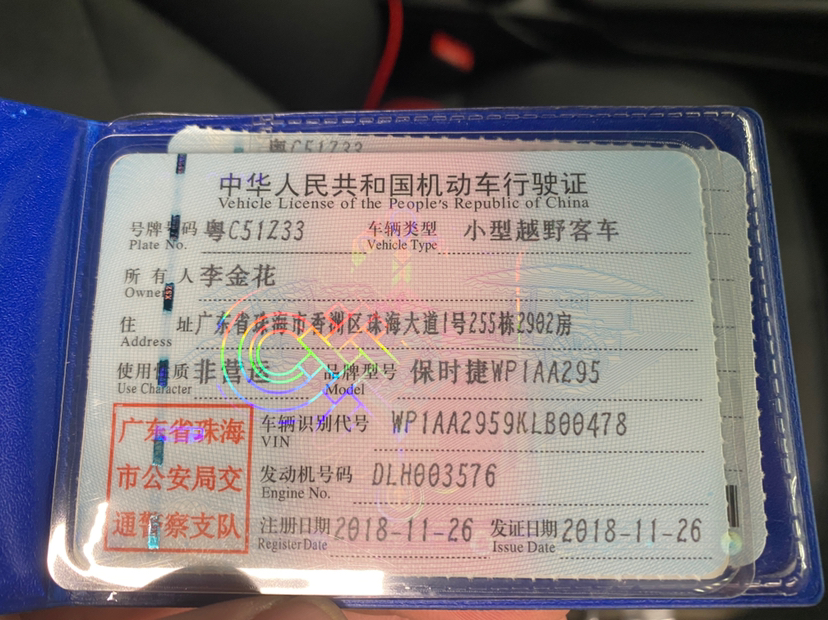 粤C51Z33
中华人民共和国机动车行驶证
Vehicle License of the People's Republic of China
号牌号码 粤C51Z33 车辆类型 小型越野客车
Plate No. Vehicle Type
所有人 李金花
Owner
住址 广东省珠海市香洲区珠海大道1号255栋2902房
Address
使用性质 非营运 品牌型号 保时捷WP1AA295
Use Character Model
广东省珠海 车辆识别代号 WP1AA2959KLB00478
VIN
市公安局交 发动机号码 DLH003576
Engine No.
通警察支队 注册日期 2018-11-26 发证日期 2018-11-26
Register Date Issue Date